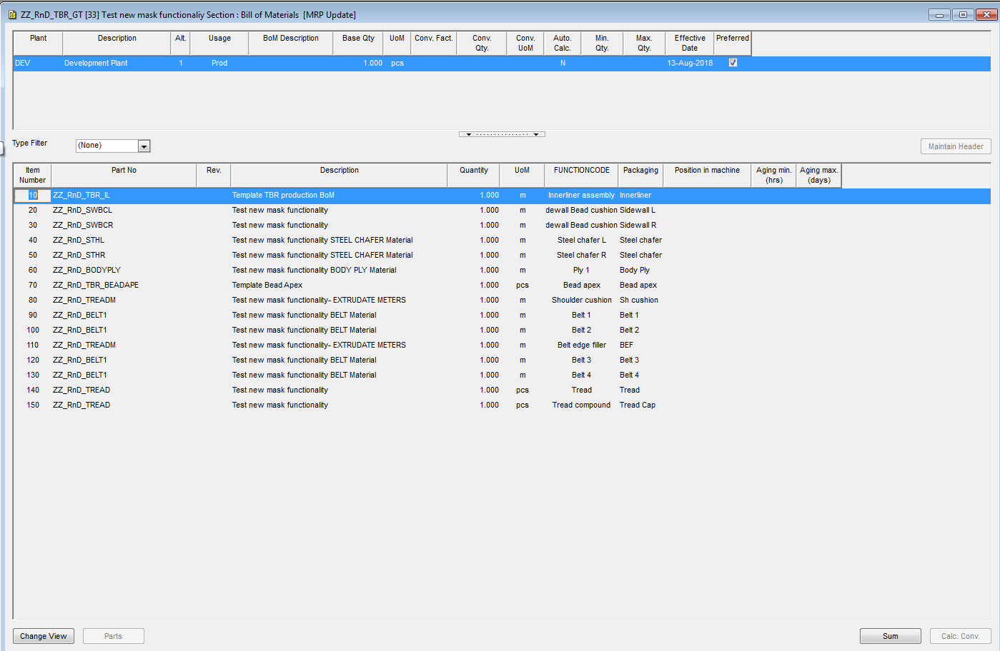 ZZ_RnD_TBR_GT [33] Test new mask functionaliy Section : Bill of Materials [MRP Update]
Plant Description Alt. Usage BoM Description Base Qty UoM Conv. Fact. Conv. Qty. Conv. UoM Auto. Calc. Min. Qty. Max. Qty. Effective Date Preferred
DEV Development Plant 1 Prod 1.000 pcs N 13-Aug-2018
Type Filter (None) Maintain Header
Item Number Part No Rev. Description Quantity UoM FUNCTIONCODE Packaging Position in machine Aging min. (hrs) Aging max. (days)
10 ZZ_RnD_TBR_IL Template TBR production BoM 1.000 m Innerliner assembly Innerliner
20 ZZ_RnD_SWBCL Test new mask functionality 1.000 m dewall Bead cushion Sidewall L
30 ZZ_RnD_SWBCR Test new mask functionality 1.000 m dewall Bead cushion Sidewall R
40 ZZ_RnD_STHL Test new mask functionality STEEL CHAFER Material 1.000 m Steel chafer L Steel chafer
50 ZZ_RnD_STHR Test new mask functionality STEEL CHAFER Material 1.000 m Steel chafer R Steel chafer
60 ZZ_RnD_BODYPLY Test new mask functionality BODY PLY Material 1.000 m Ply 1 Body Ply
70 ZZ_RnD_TBR_BEADAPE Template Bead Apex 1.000 pcs Bead apex Bead apex
80 ZZ_RnD_TREADM Test new mask functionality- EXTRUDATE METERS 1.000 m Shoulder cushion Sh cushion
90 ZZ_RnD_BELT1 Test new mask functionality BELT Material 1.000 m Belt 1 Belt 1
100 ZZ_RnD_BELT1 Test new mask functionality BELT Material 1.000 m Belt 2 Belt 2
110 ZZ_RnD_TREADM Test new mask functionality- EXTRUDATE METERS 1.000 m Belt edge filler BEF
120 ZZ_RnD_BELT1 Test new mask functionality BELT Material 1.000 m Belt 3 Belt 3
130 ZZ_RnD_BELT1 Test new mask functionality BELT Material 1.000 m Belt 4 Belt 4
140 ZZ_RnD_TREAD Test new mask functionality 1.000 pcs Tread Tread
150 ZZ_RnD_TREAD Test new mask functionality 1.000 pcs Tread compound Tread Cap
Change View Parts Sum Calc. Conv.